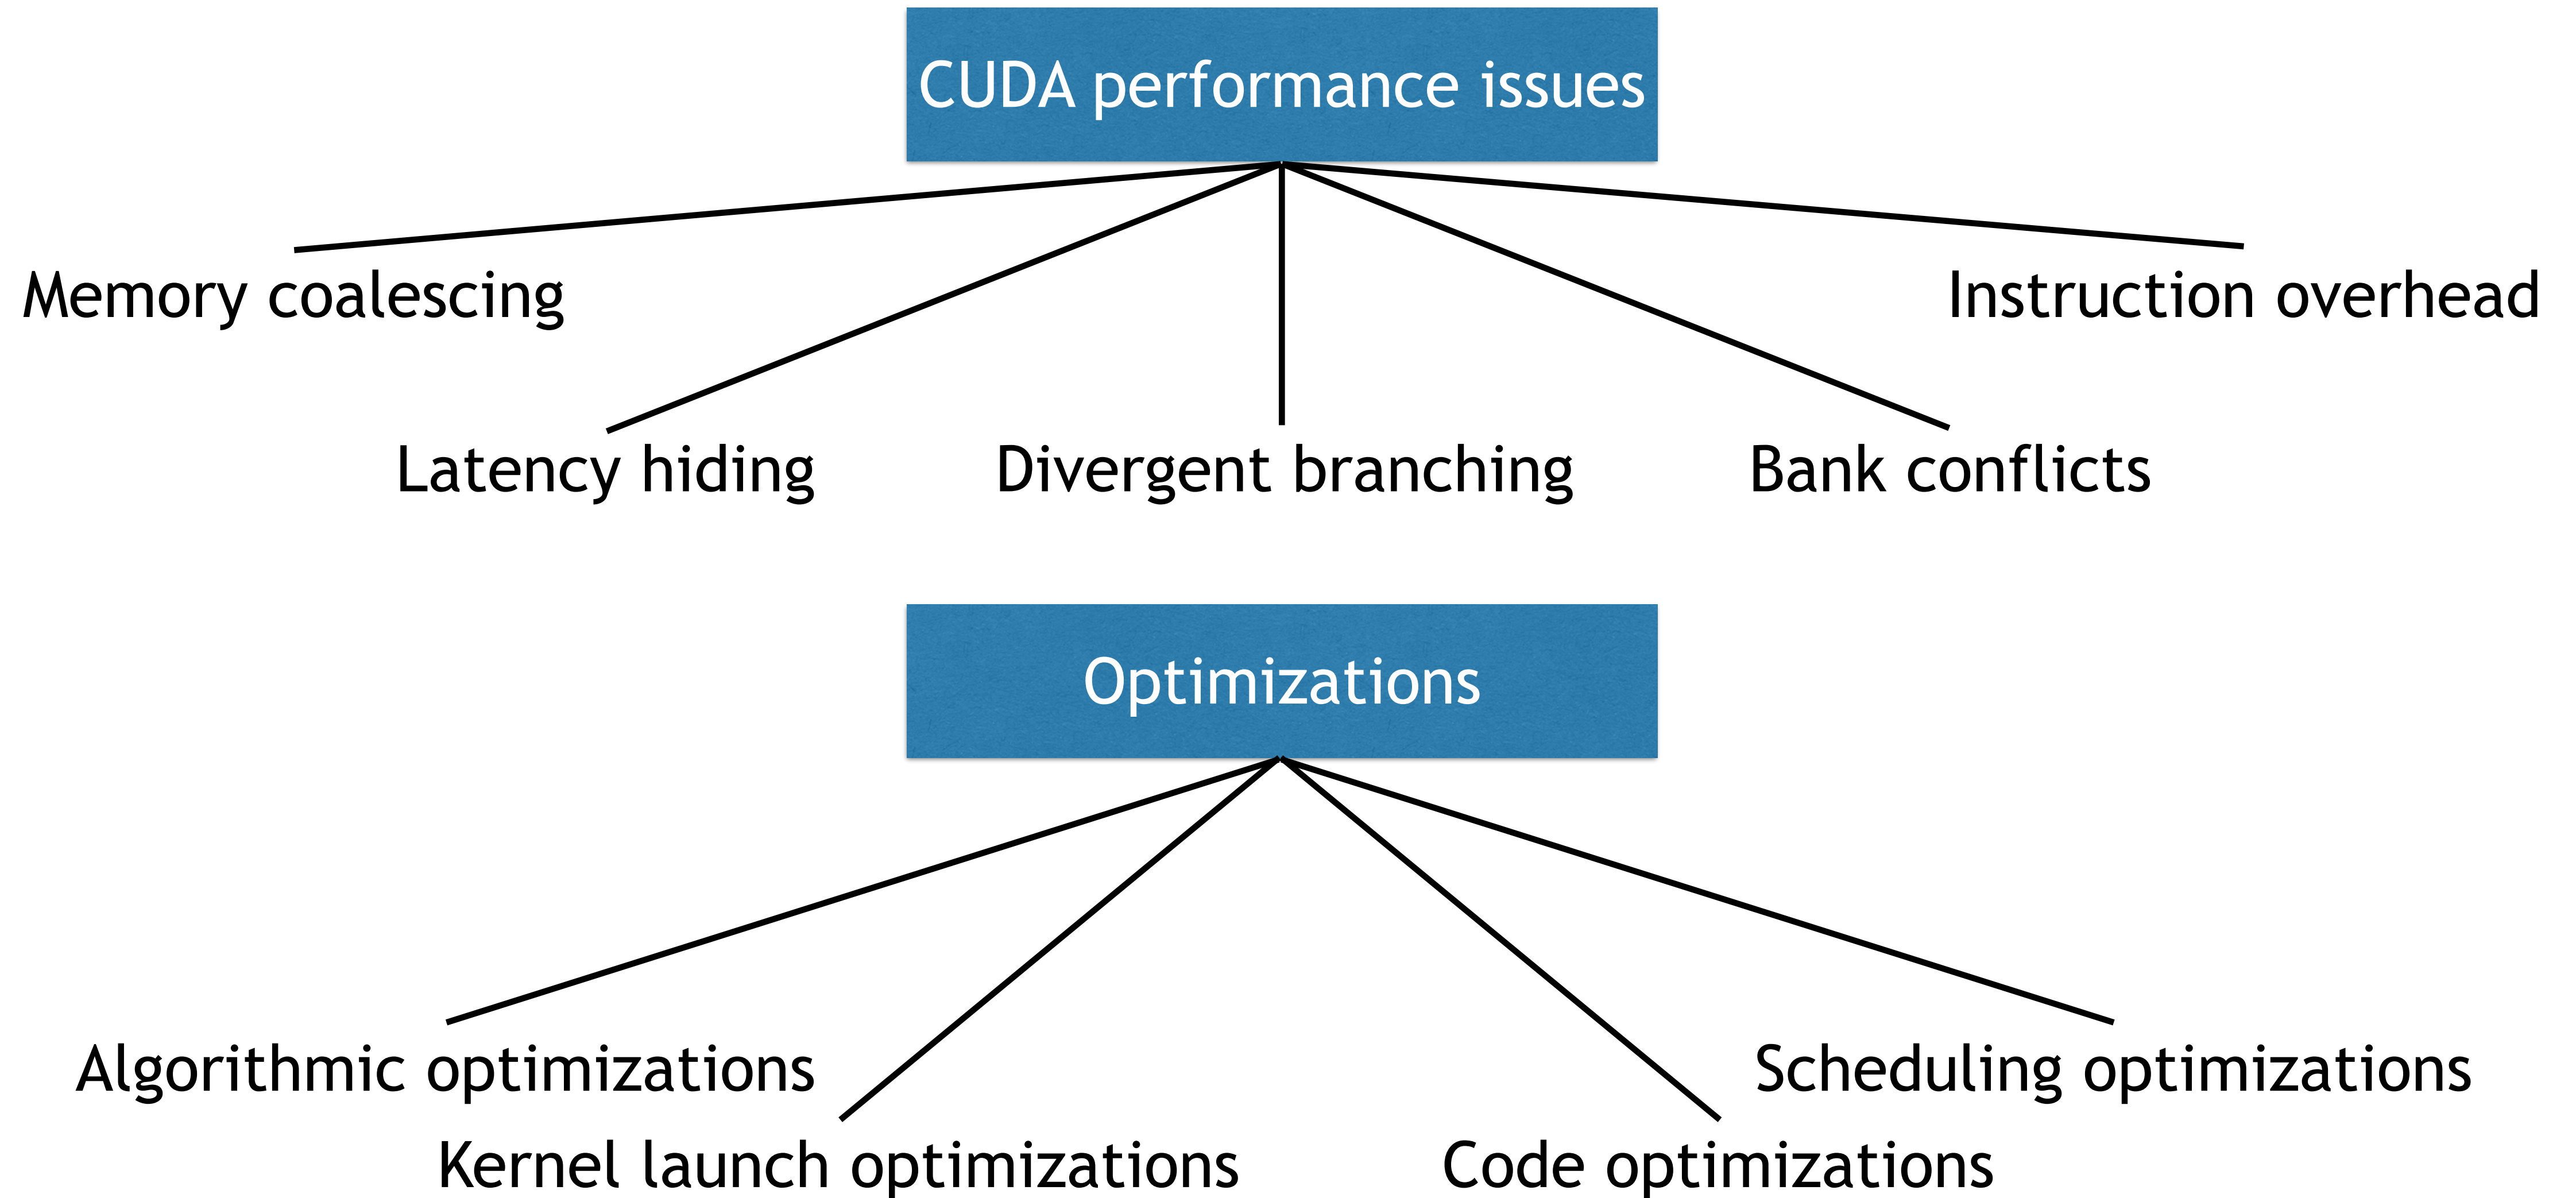 CUDA performance issues
Memory coalescing
Instruction overhead
Latency hiding
Divergent branching
Bank conflicts
Optimizations
Algorithmic optimizations
Scheduling optimizations
Kernel launch optimizations
Code optimizations